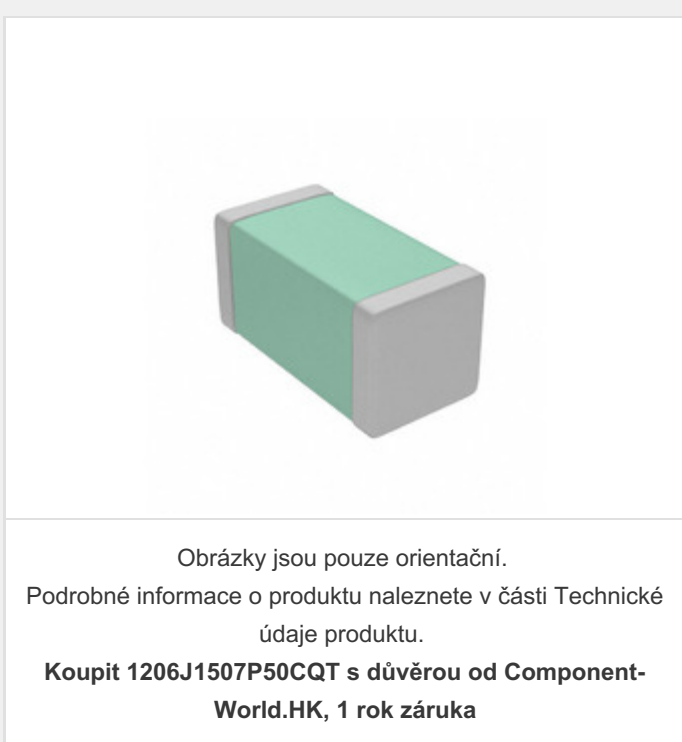 Obrázky jsou pouze orientační.
Podrobné informace o produktu naleznete v části Technické
údaje produktu.
Koupit 1206J1507P50CQT s důvěrou od Component-
World.HK, 1 rok záruka